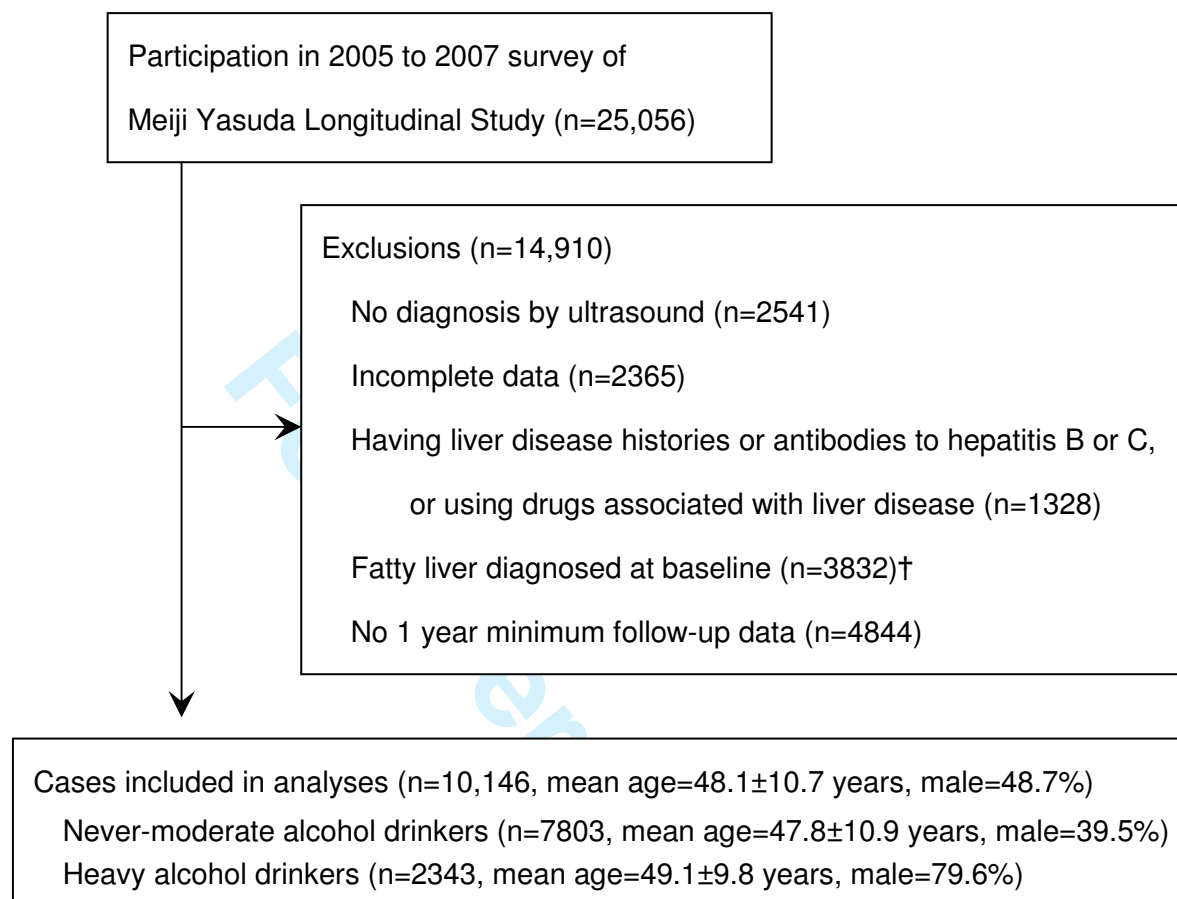 Participation in 2005 to 2007 survey of
Meiji Yasuda Longitudinal Study (n=25,056)
Exclusions (n=14,910)
No diagnosis by ultrasound (n=2541)
Incomplete data (n=2365)
Having liver disease histories or antibodies to hepatitis B or C,
or using drugs associated with liver disease (n=1328)
Fatty liver diagnosed at baseline (n=3832)†
No 1 year minimum follow-up data (n=4844)
Cases included in analyses (n=10,146, mean age=48.1±10.7 years, male=48.7%)
Never-moderate alcohol drinkers (n=7803, mean age=47.8±10.9 years, male=39.5%)
Heavy alcohol drinkers (n=2343, mean age=49.1±9.8 years, male=79.6%)